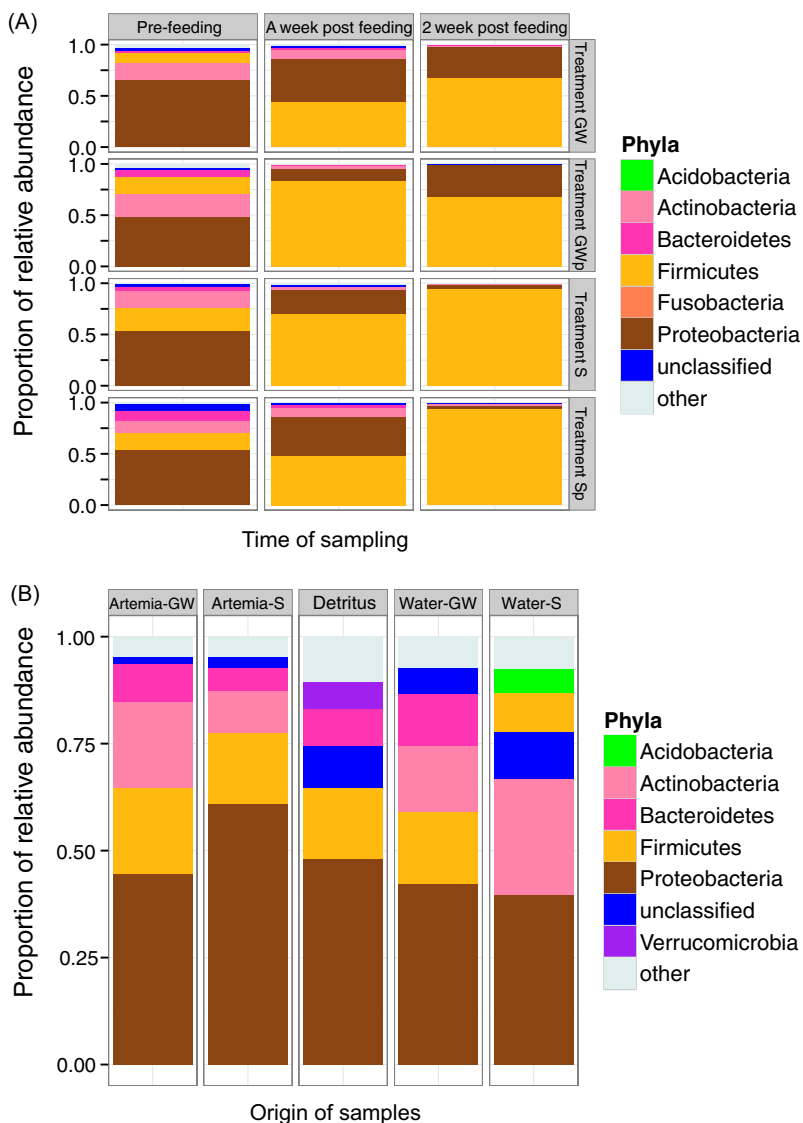 (A)
Pre-feeding
A week post feeding
2 week post feeding
Proportion of relative abundance
1.0
0.5
0.0
Treatment GW
1.0
0.5
0.0
Treatment GWp
1.0
0.5
0.0
Treatment S
1.0
0.5
0.0
Treatment Sp
Time of sampling
Phyla
Acidobacteria
Actinobacteria
Bacteroidetes
Firmicutes
Fusobacteria
Proteobacteria
unclassified
other
(B)
Artemia-GW
Artemia-S
Detritus
Water-GW
Water-S
Proportion of relative abundance
1.00
0.75
0.50
0.25
0.00
Origin of samples
Phyla
Acidobacteria
Actinobacteria
Bacteroidetes
Firmicutes
Proteobacteria
unclassified
Verrucomicrobia
other